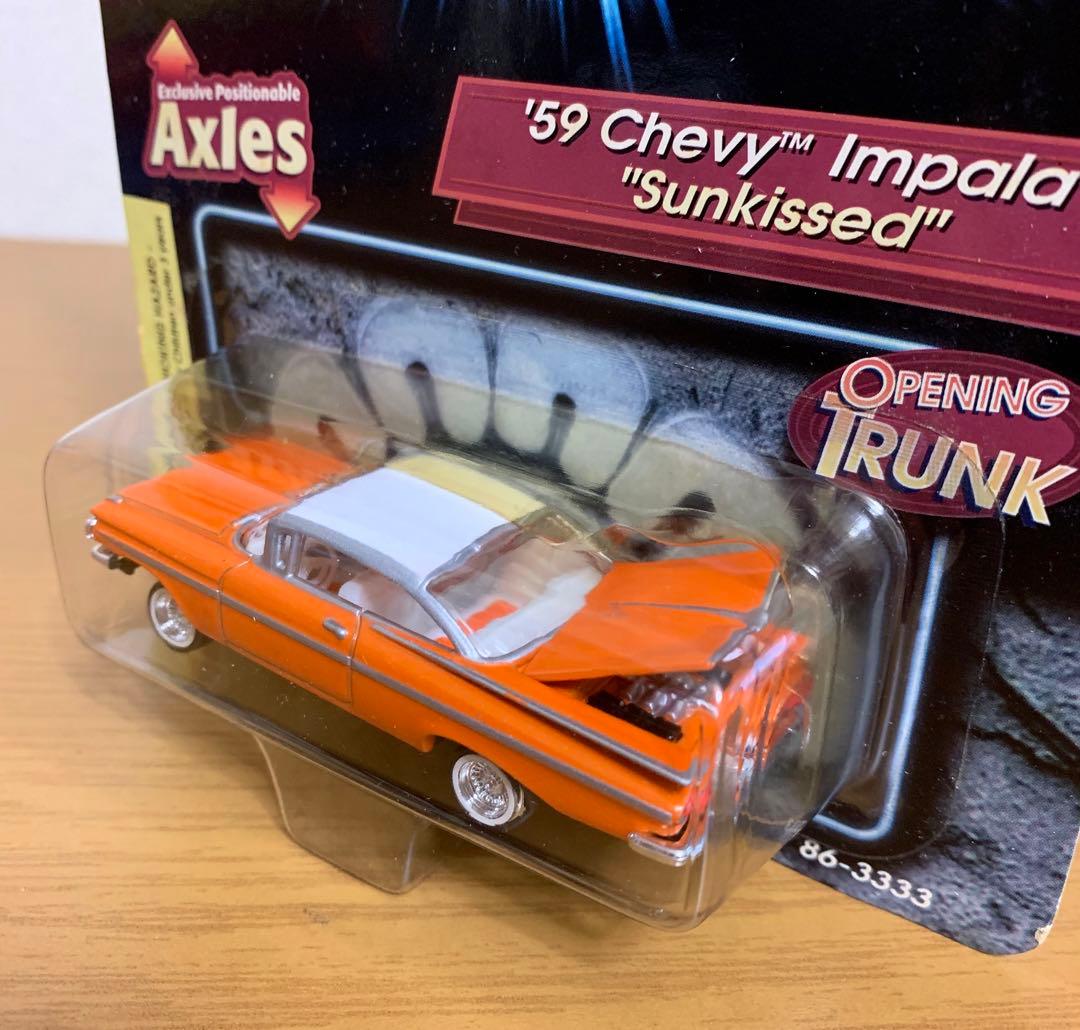 Exclusive Positionable
Axles
'59 Chevy™ Impala
"Sunkissed"
OPENING
TRUNK
86-3333